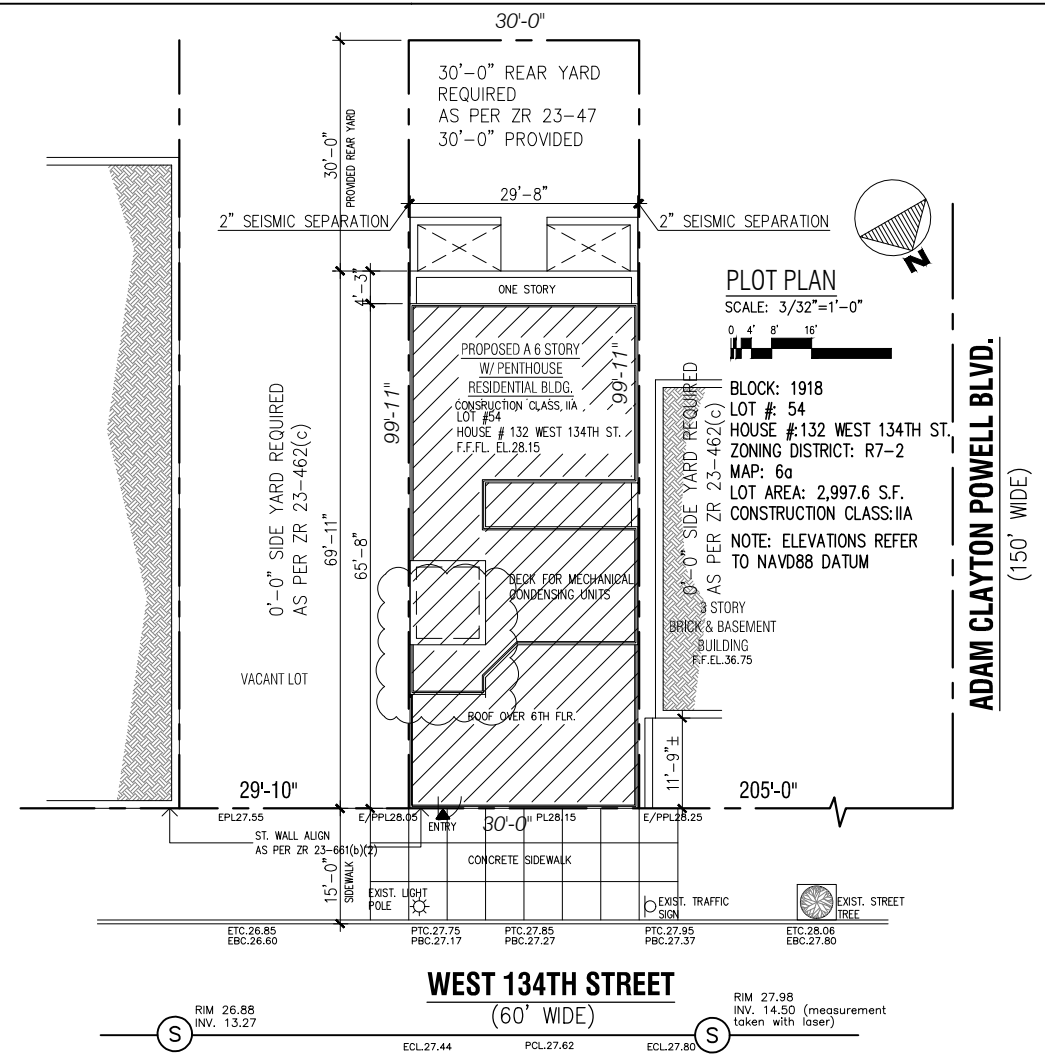 30'-0"
30'-0" REAR YARD
REQUIRED
AS PER ZR 23-47
30'-0" PROVIDED
30'-0"
PROVIDED REAR YARD
29'-8"
2" SEISMIC SEPARATION
2" SEISMIC SEPARATION
N
4'-3"
ONE STORY
PLOT PLAN
SCALE: 3/32"=1'-0"
0 4' 8' 16'
PROPOSED A 6 STORY
W/ PENTHOUSE
RESIDENTIAL BLDG.
CONSRUCTION CLASS, IIA
LOT #54
HOUSE # 132 WEST 134TH ST.
F.F.FL. EL.28.15
99'-11"
99'-11"
BLOCK: 1918
LOT #: 54
HOUSE #:132 WEST 134TH ST.
ZONING DISTRICT: R7-2
MAP: 6a
LOT AREA: 2,997.6 S.F.
CONSTRUCTION CLASS:IIA
NOTE: ELEVATIONS REFER
TO NAVD88 DATUM
0'-0" SIDE YARD REQUIRED
AS PER ZR 23-462(c)
69'-11"
65'-8"
0'-0" SIDE YARD REQUIRED
AS PER ZR 23-462(c)
ADAM CLAYTON POWELL BLVD.
(150' WIDE)
DECK FOR MECHANICAL
CONDENSING UNITS
3 STORY
BRICK & BASEMENT
BUILDING
F.F.EL.36.75
VACANT LOT
ROOF OVER 6TH FLR.
11'-9" ±
29'-10"
205'-0"
EPL27.55
E/PPL28.05
ENTRY
30'-0"
PL28.15
E/PPL28.25
ST. WALL ALIGN
AS PER ZR 23-661(b)(2)
15'-0"
SIDEWALK
CONCRETE SIDEWALK
EXIST. LIGHT
POLE
EXIST. TRAFFIC
SIGN
EXIST. STREET
TREE
ETC.26.85
EBC.26.60
PTC.27.75
PBC.27.17
PTC.27.85
PBC.27.27
PTC.27.95
PBC.27.37
ETC.28.06
EBC.27.80
WEST 134TH STREET
(60' WIDE)
S
RIM 26.88
INV. 13.27
S
RIM 27.98
INV. 14.50 (measurement
taken with laser)
ECL.27.44
PCL.27.62
ECL.27.80